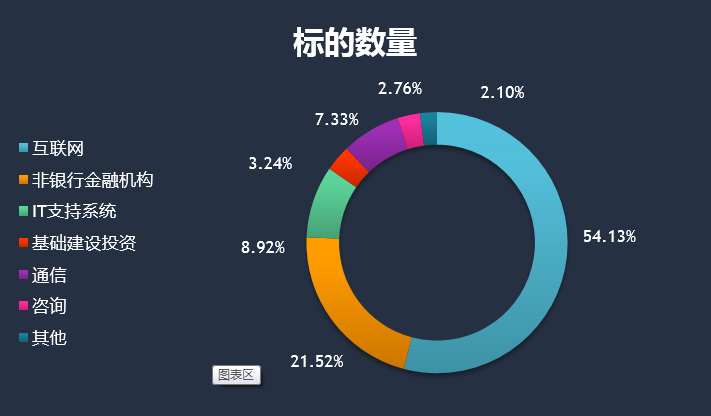 标的数量
2.76%
2.10%
7.33%
3.24%
8.92%
54.13%
21.52%
互联网
非银行金融机构
IT支持系统
基础建设投资
通信
咨询
其他
图表区